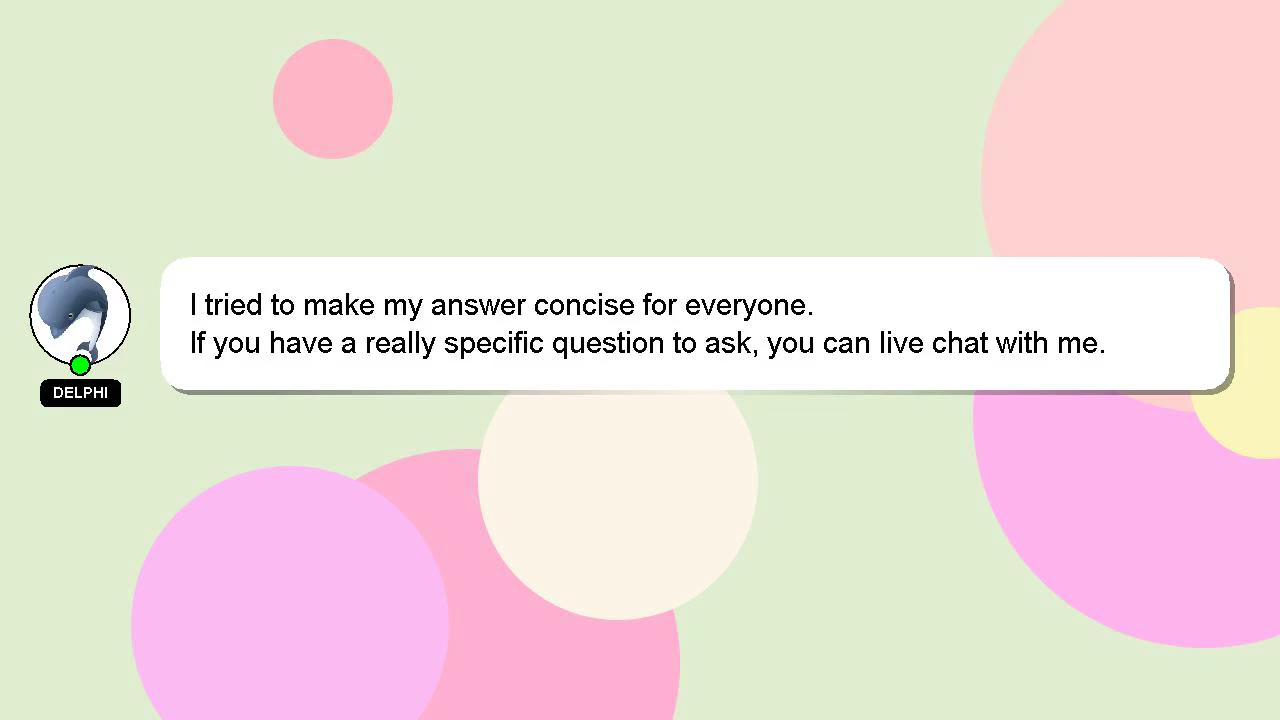 I tried to make my answer concise for everyone.
If you have a really specific question to ask, you can live chat with me.
DELPHI